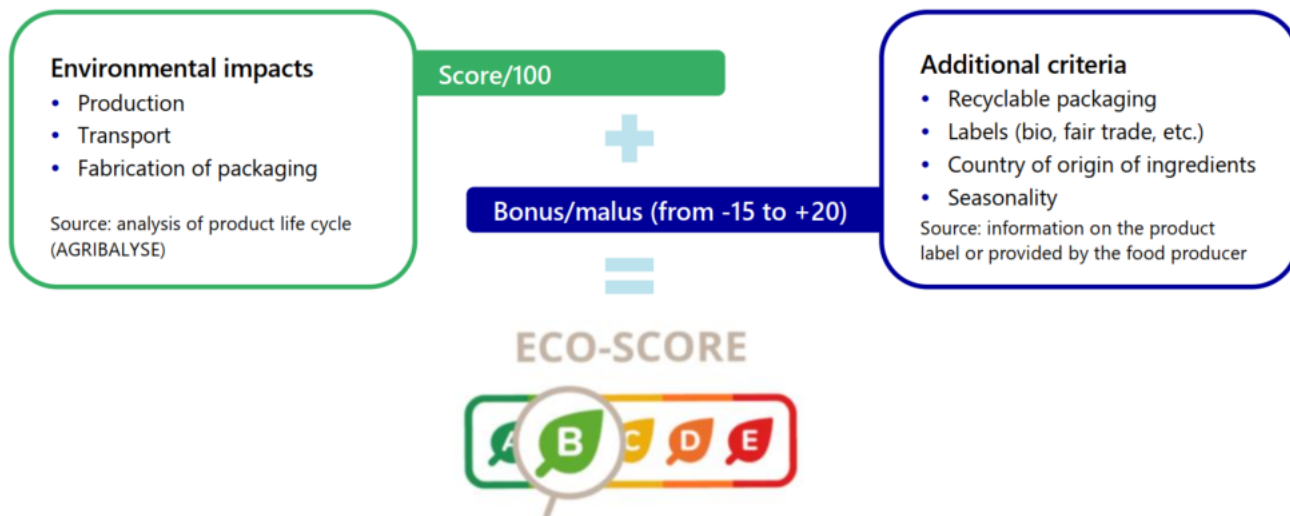 Environmental impacts
• Production
• Transport
• Fabrication of packaging
Source: analysis of product life cycle
(AGRIBALYSE)
Score/100
+
Bonus/malus (from -15 to +20)
=
Additional criteria
• Recyclable packaging
• Labels (bio, fair trade, etc.)
• Country of origin of ingredients
• Seasonality
Source: information on the product
label or provided by the food producer
ECO-SCORE
A B C D E